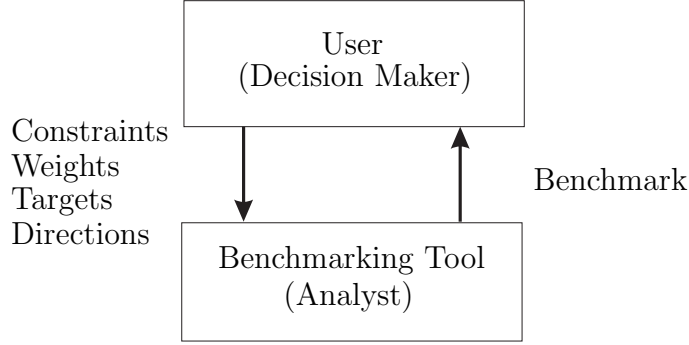 User
(Decision Maker)
Constraints
Weights
Targets
Directions
Benchmark
Benchmarking Tool
(Analyst)